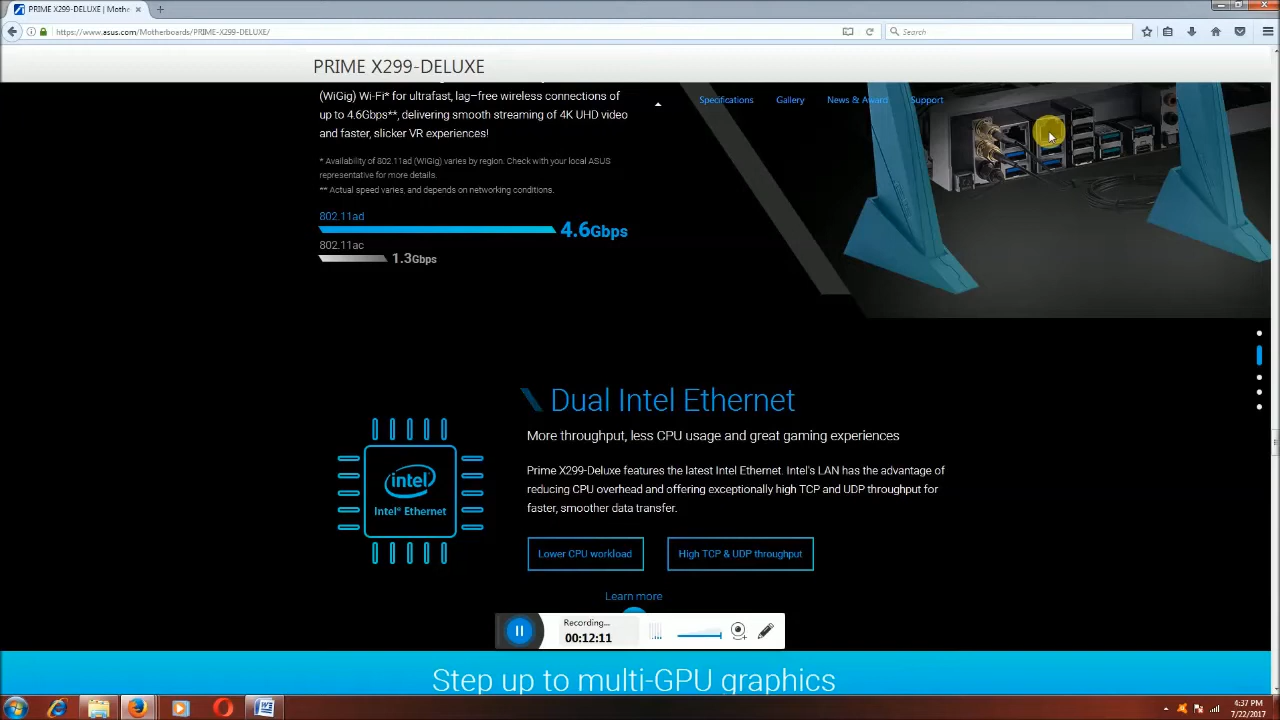 PRIME X299-DELUXE | Mothe...
https://www.asus.com/Motherboards/PRIME-X299-DELUXE/
Search
PRIME X299-DELUXE
Specifications
Gallery
News & Award
Support
(WiGig) Wi-Fi* for ultrafast, lag–free wireless connections of
up to 4.6Gbps**, delivering smooth streaming of 4K UHD video
and faster, slicker VR experiences!
* Availability of 802.11ad (WiGig) varies by region. Check with your local ASUS
representative for more details.
** Actual speed varies, and depends on networking conditions.
802.11ad
4.6Gbps
802.11ac
1.3Gbps
Dual Intel Ethernet
More throughput, less CPU usage and great gaming experiences
intel
Intel® Ethernet
Prime X299-Deluxe features the latest Intel Ethernet. Intel's LAN has the advantage of
reducing CPU overhead and offering exceptionally high TCP and UDP throughput for
faster, smoother data transfer.
Lower CPU workload
High TCP & UDP throughput
Learn more
Recording...
00:12:11
Step up to multi-GPU graphics
4:37 PM
7/22/2017